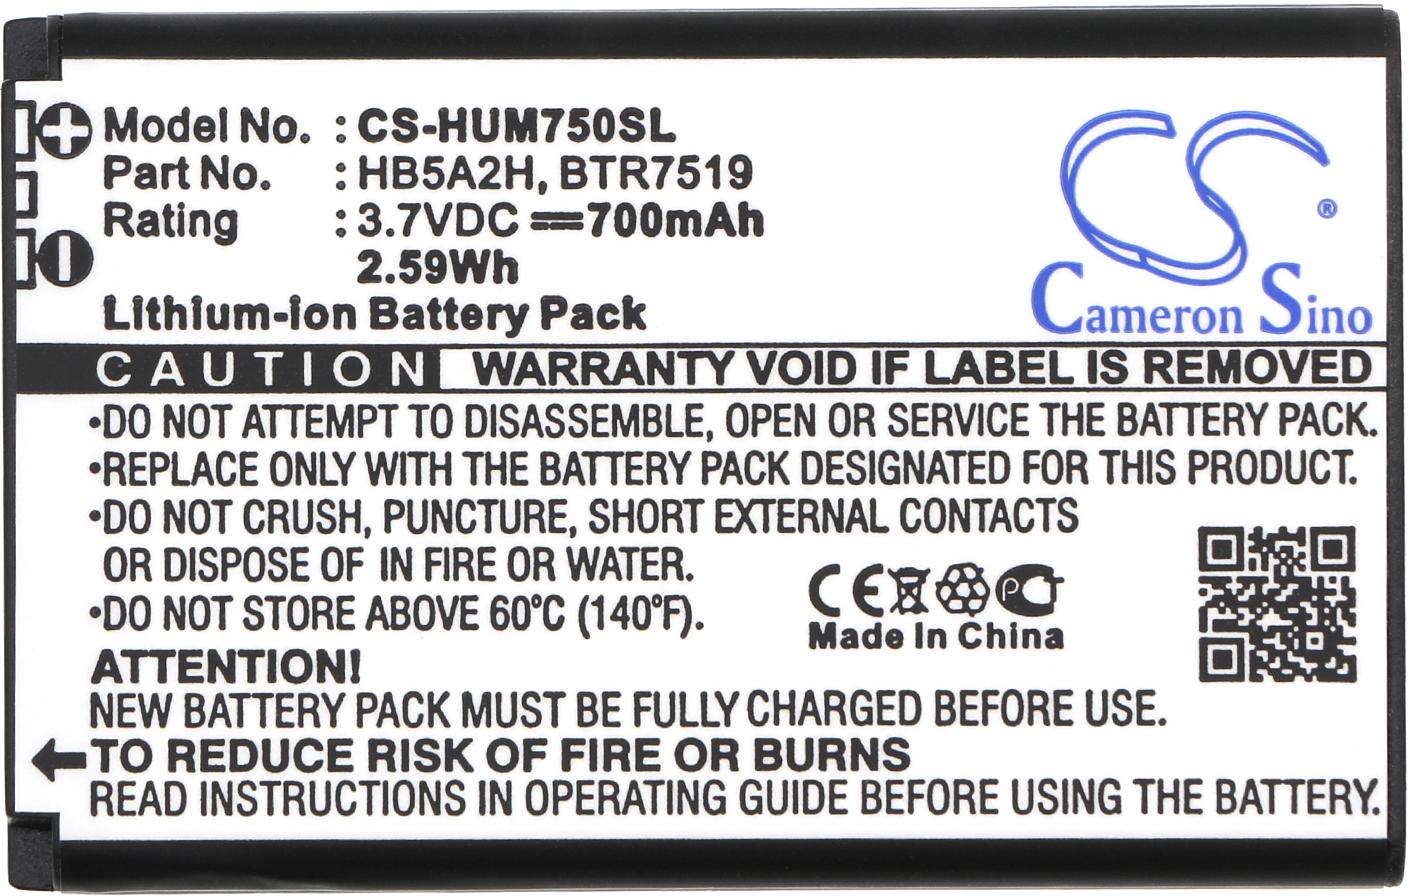 Model No. : CS-HUM750SL
Part No. : HB5A2H, BTR7519
Rating : 3.7VDC ⎓700mAh
2.59Wh
Lithium-ion Battery Pack
CS
®
Cameron Sino
CAUTION WARRANTY VOID IF LABEL IS REMOVED
•DO NOT ATTEMPT TO DISASSEMBLE, OPEN OR SERVICE THE BATTERY PACK.
•REPLACE ONLY WITH THE BATTERY PACK DESIGNATED FOR THIS PRODUCT.
•DO NOT CRUSH, PUNCTURE, SHORT EXTERNAL CONTACTS
OR DISPOSE OF IN FIRE OR WATER.
•DO NOT STORE ABOVE 60°C (140°F).
CE
Made In China
ATTENTION!
NEW BATTERY PACK MUST BE FULLY CHARGED BEFORE USE.
TO REDUCE RISK OF FIRE OR BURNS
READ INSTRUCTIONS IN OPERATING GUIDE BEFORE USING THE BATTERY.